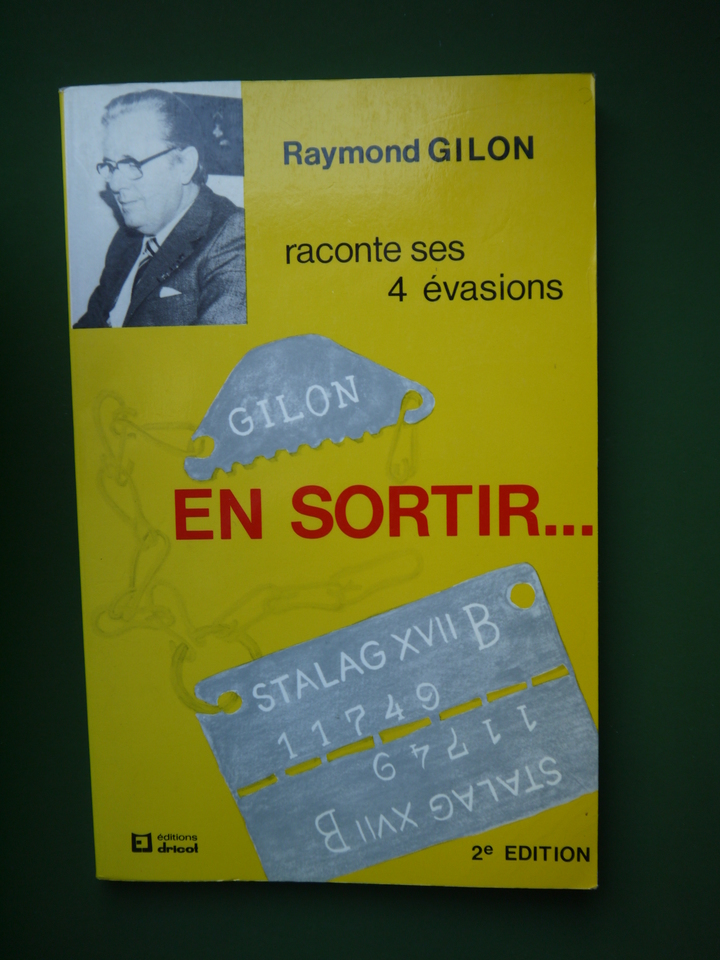 Raymond GILON
raconte ses
4 évasions
GILON
EN SORTIR...
STALAG XVII B
11749
11749
STALAG XVII B
éditions
dricot
2e EDITION